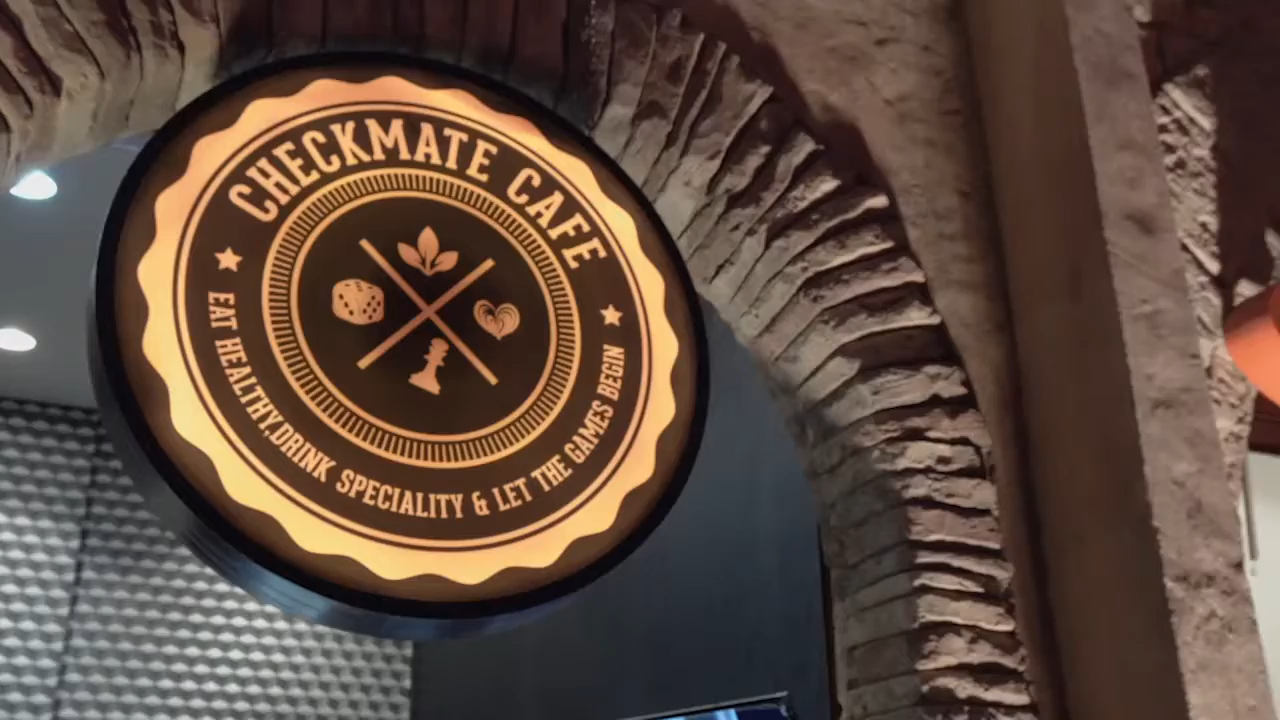 CHECKMATE CAFE
EAT HEALTHY,DRINK SPECIALITY & LET THE GAMES BEGIN